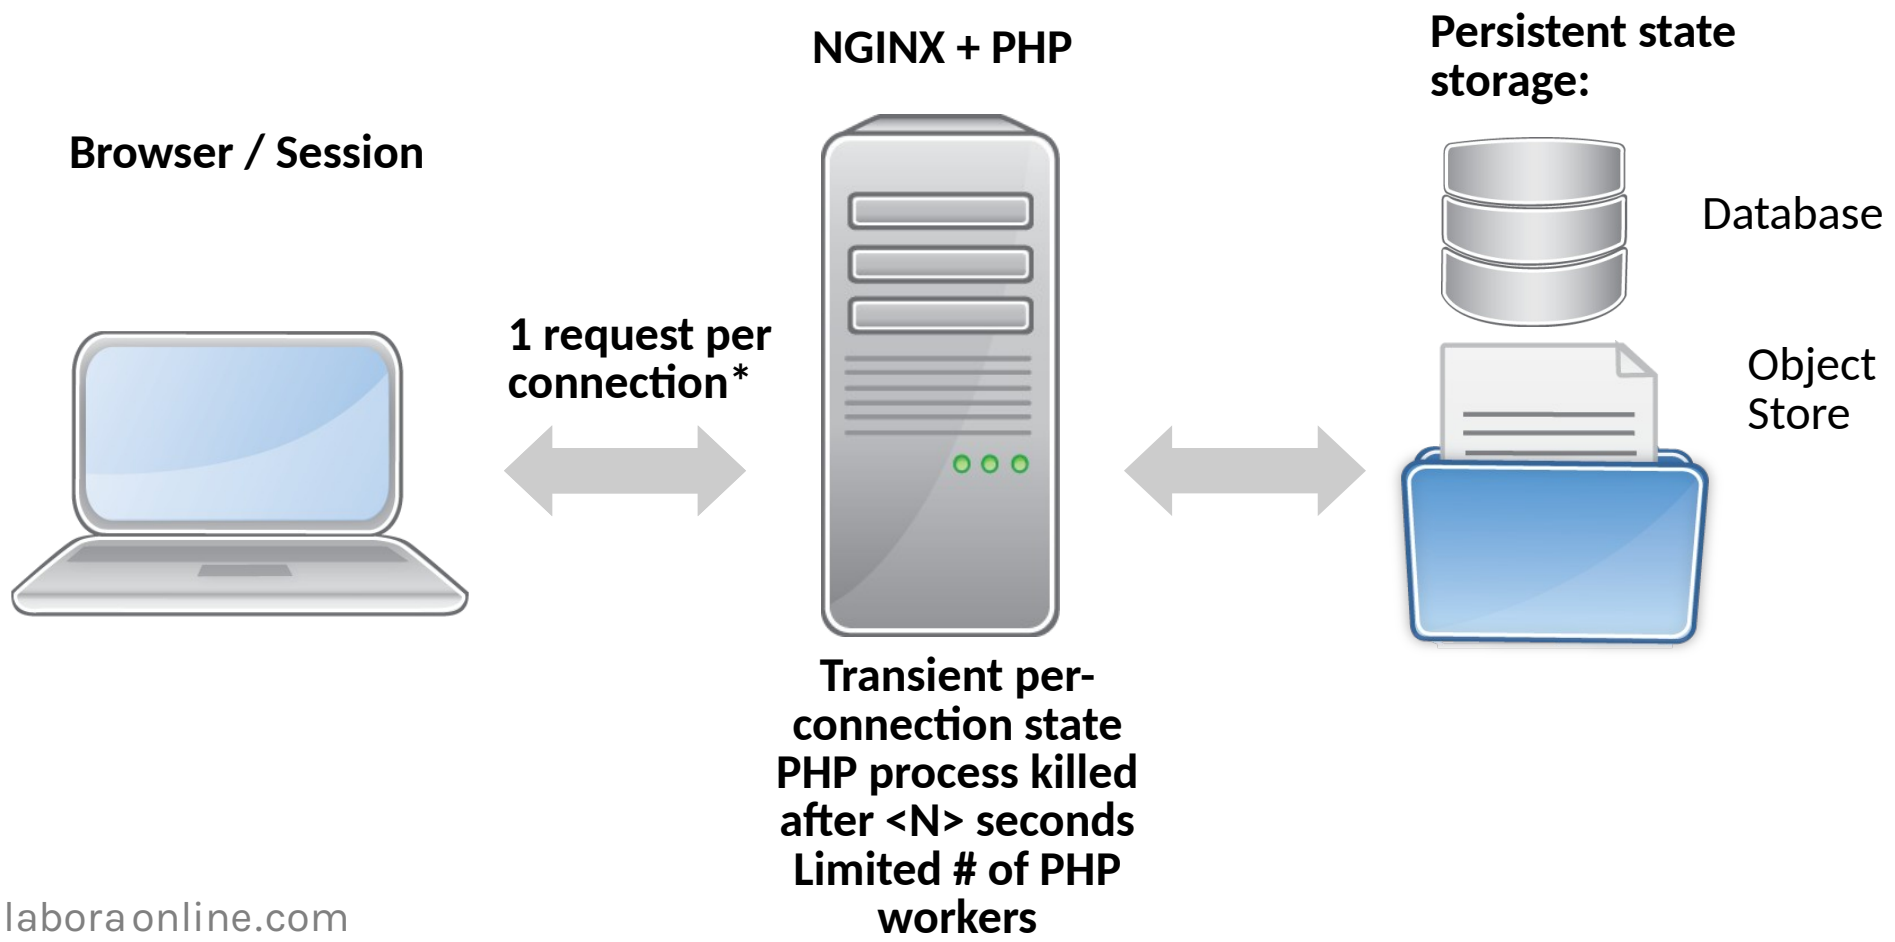 NGINX + PHP
Persistent state
storage:
Browser / Session
Database
1 request per
connection*
Object
Store
Transient per-
connection state
PHP process killed
after <N> seconds
Limited # of PHP
workers
laboraonline.com